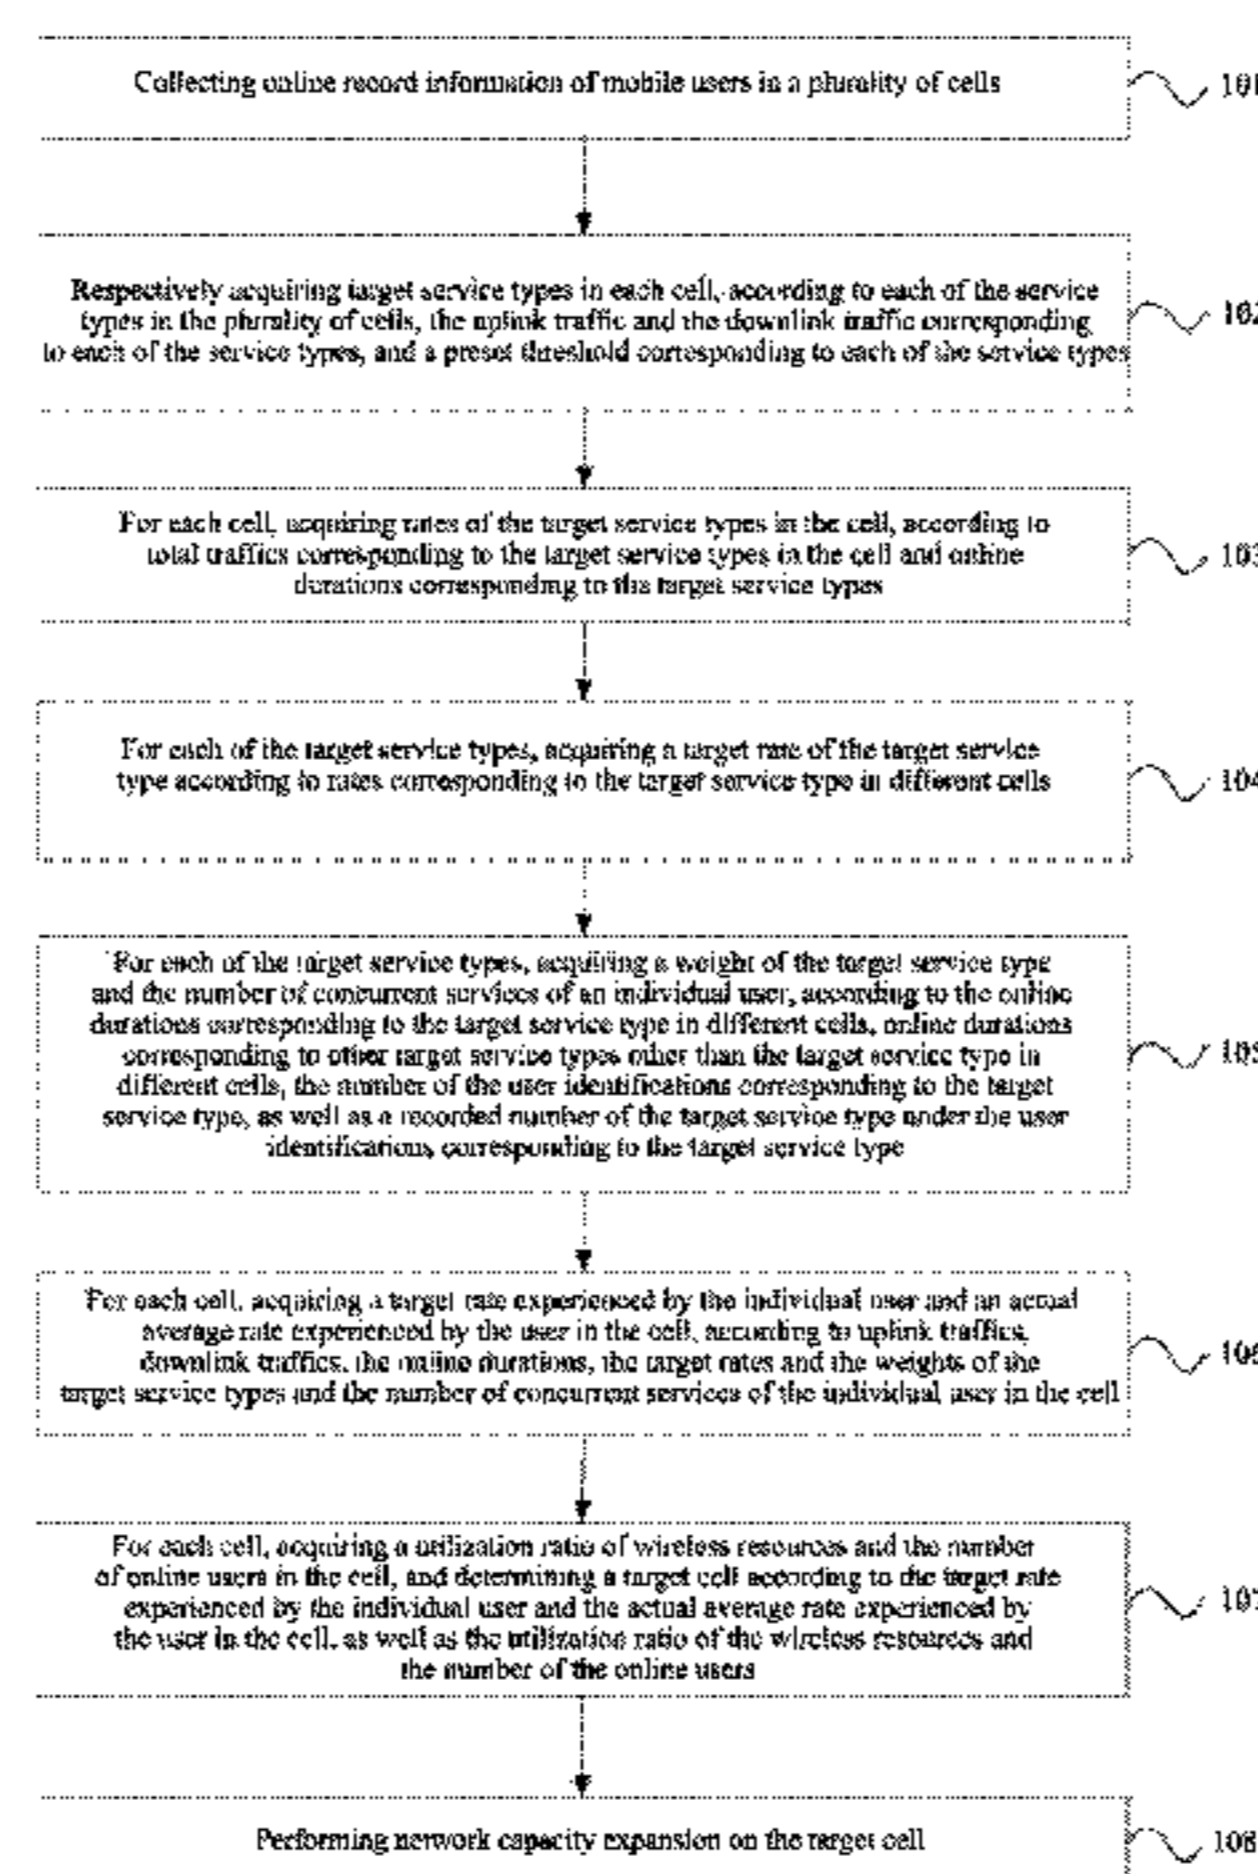 Collecting online record information of mobile users in a plurality of cells
101
Respectively acquiring target service types in each cell, according to each of the service
types in the plurality of cells, the uplink traffic and the downlink traffic corresponding
to each of the service types, and a preset threshold corresponding to each of the service types
102
For each cell, acquiring rates of the target service types in the cell, according to
total traffics corresponding to the target service types in the cell and online
durations corresponding to the target service types
103
For each of the target service types, acquiring a target rate of the target service
type according to rates corresponding to the target service type in different cells
104
For each of the target service types, acquiring a weight of the target service type
and the number of concurrent services of an individual user, according to the online
durations corresponding to the target service type in different cells, online durations
corresponding to other target service types other than the target service type in
different cells, the number of the user identifications corresponding to the target
service type, as well as a recorded number of the target service type under the user
identifications corresponding to the target service type
105
For each cell, acquiring a target rate experienced by the individual user and an actual
average rate experienced by the user in the cell, according to uplink traffics,
downlink traffics, the online durations, the target rates and the weights of the
target service types and the number of concurrent services of the individual user in the cell
106
For each cell, acquiring a utilization ratio of wireless resources and the number
of online users in the cell, and determining a target cell according to the target rate
experienced by the individual user and the actual average rate experienced by
the user in the cell, as well as the utilization ratio of the wireless resources and
the number of the online users
107
Performing network capacity expansion on the target cell
108